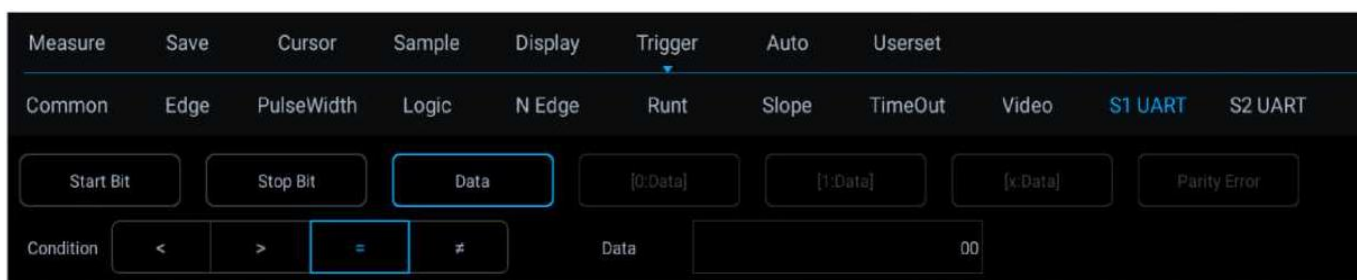 Measure Save Cursor Sample Display Trigger Auto Userset
Common Edge PulseWidth Logic N Edge Runt Slope TimeOut Video S1 UART S2 UART
Start Bit Stop Bit Data [0:Data] [1:Data] [x:Data] Parity Error
Condition < > = ≠ Data 00